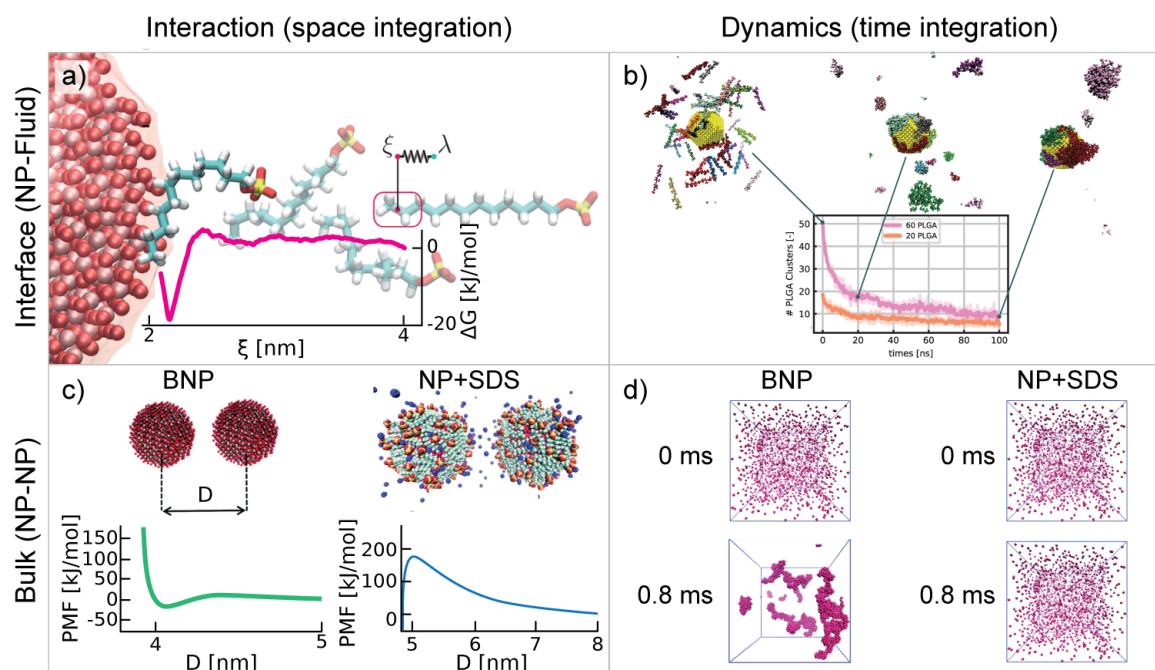 Interaction (space integration)
Dynamics (time integration)
Interface (NP-Fluid)
a)
ξ
λ
0
-20
ΔG [kJ/mol]
2
4
ξ [nm]
b)
50
40
30
20
10
# PLGA Clusters [-]
60 PLGA
20 PLGA
0
20
40
60
80
100
times [ns]
Bulk (NP-NP)
c)
BNP
NP+SDS
D
150
100
50
0
-50
PMF [kJ/mol]
4
5
D [nm]
200
100
0
PMF [kJ/mol]
5
6
7
8
D [nm]
d)
BNP
NP+SDS
0 ms
0 ms
0.8 ms
0.8 ms